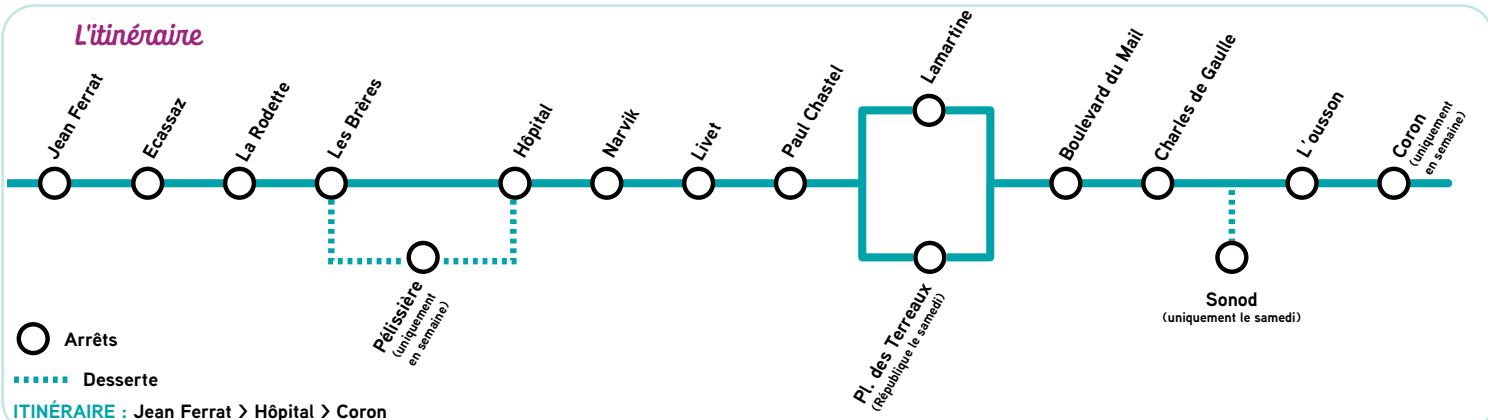 L'itinéraire
Jean Ferrat
Ecassaz
La Rodette
Les Brères
Pélissière
(uniquement
en semaine)
Hôpital
Narvik
Livet
Paul Chastel
Lamartine
Pl. des Terreaux
(République le samedi)
Boulevard du Mail
Charles de Gaulle
Sonod
(uniquement le samedi)
L'ousson
Coron
(uniquement
en semaine)
Arrêts
Desserte
ITINÉRAIRE : Jean Ferrat > Hôpital > Coron